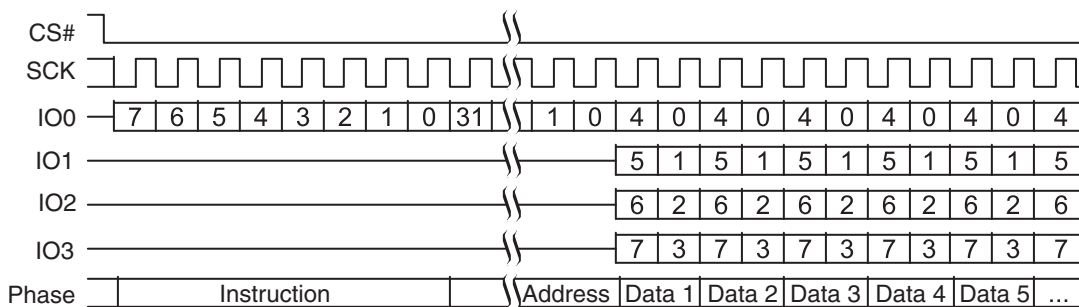 CS#
SCK
IO0 7 6 5 4 3 2 1 0 31 1 0 4 0 4 0 4 0 4 0 4 0 4
IO1 5 1 5 1 5 1 5 1 5 1 5
IO2 6 2 6 2 6 2 6 2 6 2 6
IO3 7 3 7 3 7 3 7 3 7 3 7
Phase Instruction Address Data 1 Data 2 Data 3 Data 4 Data 5 ...